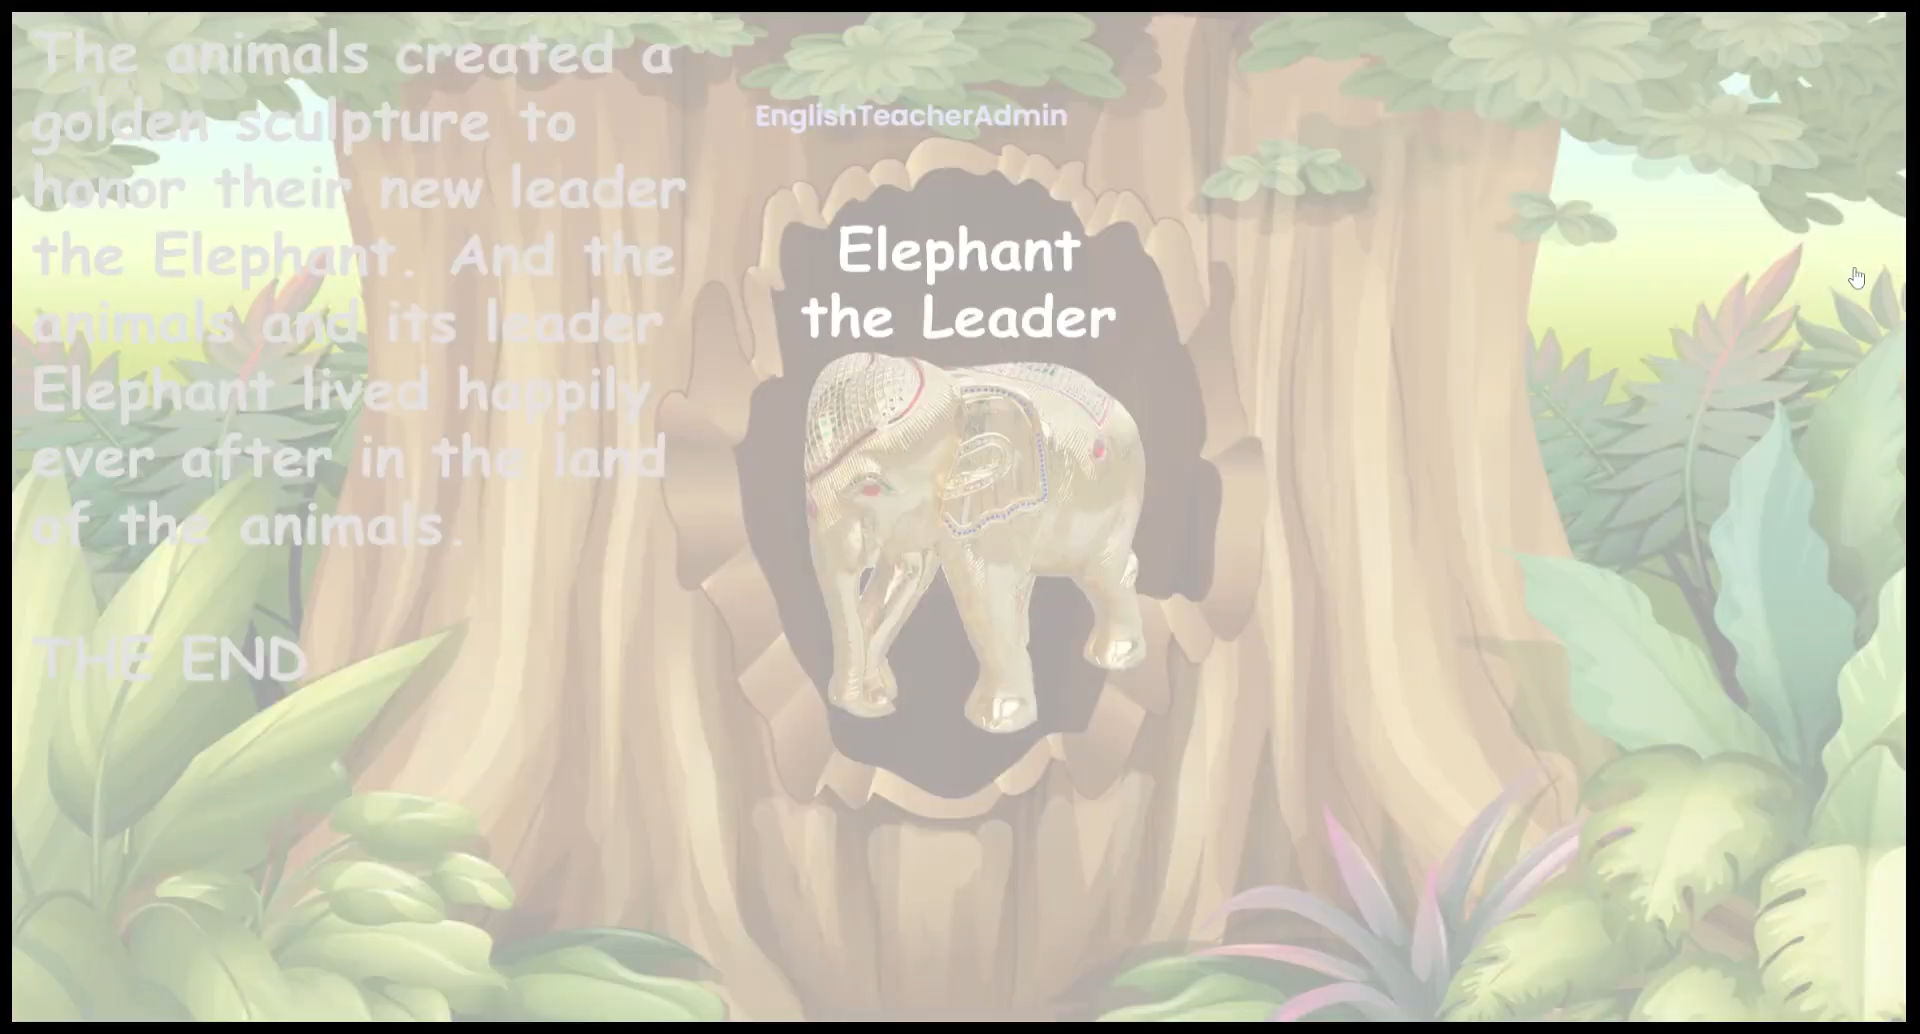 The animals created a
golden sculpture to
honor their new leader
the Elephant. And the
animals and its leader
Elephant lived happily
ever after in the land
of the animals.
THE END
EnglishTeacherAdmin
Elephant
the Leader